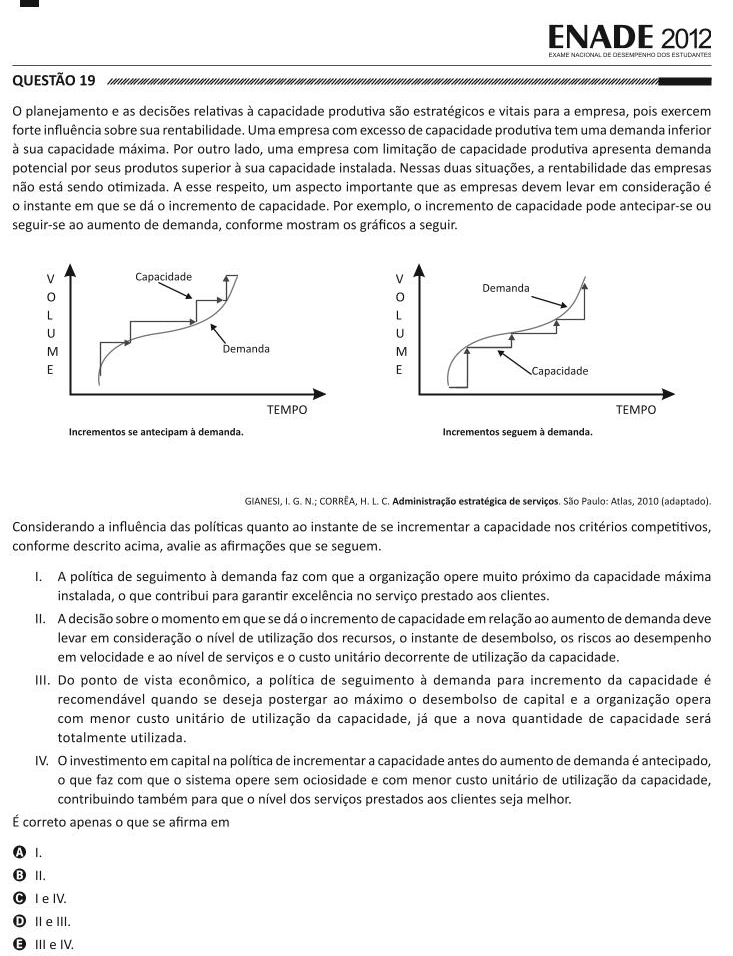 ENADE 2012
EXAME NACIONAL DE DESEMPENHO DOS ESTUDANTES
QUESTÃO 19
O planejamento e as decisões relativas à capacidade produtiva são estratégicos e vitais para a empresa, pois exercem
forte influência sobre sua rentabilidade. Uma empresa com excesso de capacidade produtiva tem uma demanda inferior
à sua capacidade máxima. Por outro lado, uma empresa com limitação de capacidade produtiva apresenta demanda
potencial por seus produtos superior à sua capacidade instalada. Nessas duas situações, a rentabilidade das empresas
não está sendo otimizada. A esse respeito, um aspecto importante que as empresas devem levar em consideração é
o instante em que se dá o incremento de capacidade. Por exemplo, o incremento de capacidade pode antecipar-se ou
seguir-se ao aumento de demanda, conforme mostram os gráficos a seguir.
VOLUME
Capacidade
Demanda
TEMPO
Incrementos se antecipam à demanda.
VOLUME
Demanda
Capacidade
TEMPO
Incrementos seguem à demanda.
GIANESI, I. G. N.; CORRÊA, H. L. C. Administração estratégica de serviços. São Paulo: Atlas, 2010 (adaptado).
Considerando a influência das políticas quanto ao instante de se incrementar a capacidade nos critérios competitivos,
conforme descrito acima, avalie as afirmações que se seguem.
I. A política de seguimento à demanda faz com que a organização opere muito próximo da capacidade máxima
instalada, o que contribui para garantir excelência no serviço prestado aos clientes.
II. A decisão sobre o momento em que se dá o incremento de capacidade em relação ao aumento de demanda deve
levar em consideração o nível de utilização dos recursos, o instante de desembolso, os riscos ao desempenho
em velocidade e ao nível de serviços e o custo unitário decorrente de utilização da capacidade.
III. Do ponto de vista econômico, a política de seguimento à demanda para incremento da capacidade é
recomendável quando se deseja postergar ao máximo o desembolso de capital e a organização opera
com menor custo unitário de utilização da capacidade, já que a nova quantidade de capacidade será
totalmente utilizada.
IV. O investimento em capital na política de incrementar a capacidade antes do aumento de demanda é antecipado,
o que faz com que o sistema opere sem ociosidade e com menor custo unitário de utilização da capacidade,
contribuindo também para que o nível dos serviços prestados aos clientes seja melhor.
É correto apenas o que se afirma em
A I.
B II.
C I e IV.
D II e III.
E III e IV.